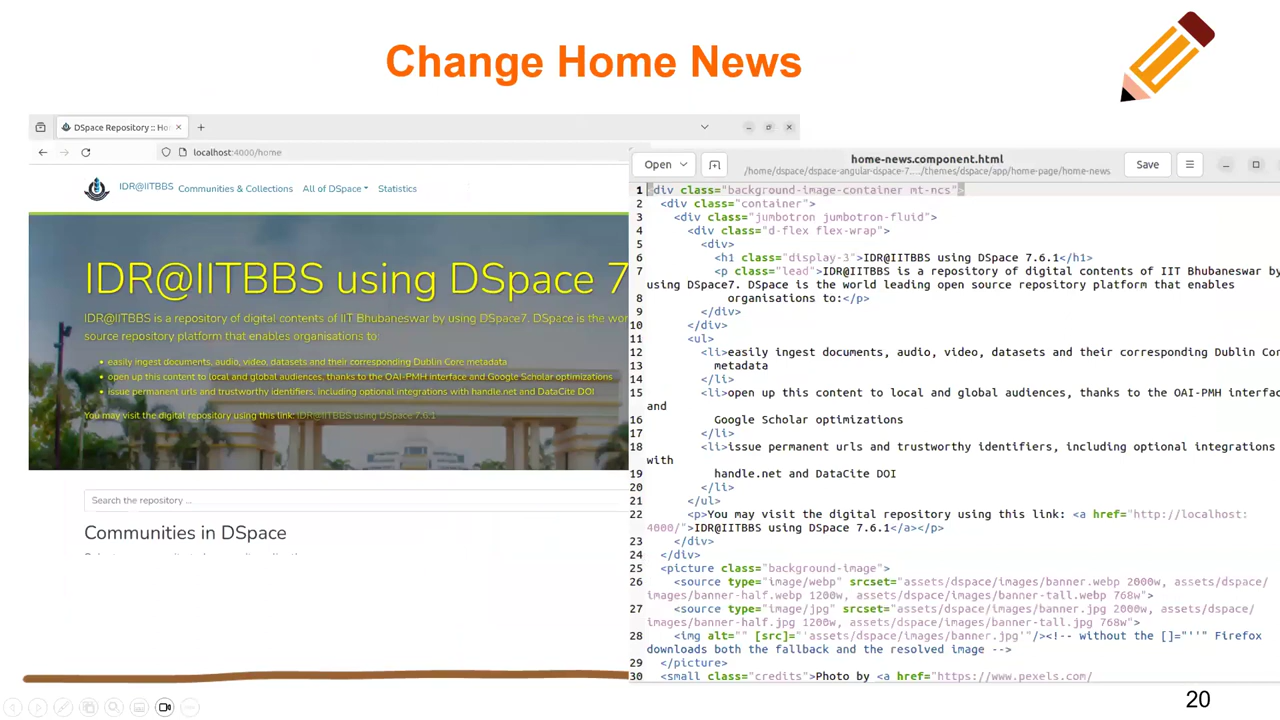 Change Home News
DSpace Repository :: Ho
localhost:4000/home
IDR@IITBBS Communities & Collections All of DSpace Statistics
IDR@IITBBS using DSpace 7
IDR@IITBBS is a repository of digital contents of IIT Bhubaneswar by using DSpace7. DSpace is the wo
source repository platform that enables organisations to:
• easily ingest documents, audio, video, datasets and their corresponding Dublin Core metadata
• open up this content to local and global audiences, thanks to the OAI-PMH interface and Google Scholar optimizations
• issue permanent urls and trustworthy identifiers, including optional integrations with handle.net and DataCite DOI
You may visit the digital repository using this link: IDR@IITBBS using DSpace 7.6.1
Search the repository ...
Communities in DSpace
Open
home-news.component.html
/home/dspace/dspace-angular-dspace-7..../themes/dspace/app/home-page/home-news
Save
1 <div class="background-image-container mt-ncs">
2 <div class="container">
3 <div class="jumbotron jumbotron-fluid">
4 <div class="d-flex flex-wrap">
5 <div>
6 <h1 class="display-3">IDR@IITBBS using DSpace 7.6.1</h1>
7 <p class="lead">IDR@IITBBS is a repository of digital contents of IIT Bhubaneswar by
using DSpace7. DSpace is the world leading open source repository platform that enables
8 organisations to:</p>
9 </div>
10 </div>
11 <ul>
12 <li>easily ingest documents, audio, video, datasets and their corresponding Dublin Co
13 metadata
14 </li>
15 <li>open up this content to local and global audiences, thanks to the OAI-PMH interfac
and
16 Google Scholar optimizations
17 </li>
18 <li>issue permanent urls and trustworthy identifiers, including optional integrations
with
19 handle.net and DataCite DOI
20 </li>
21 </ul>
22 <p>You may visit the digital repository using this link: <a href="http://localhost:
4000/">IDR@IITBBS using DSpace 7.6.1</a></p>
23 </div>
24 </div>
25 <picture class="background-image">
26 <source type="image/webp" srcset="assets/dspace/images/banner.webp 2000w, assets/dspace/
images/banner-half.webp 1200w, assets/dspace/images/banner-tall.webp 768w">
27 <source type="image/jpg" srcset="assets/dspace/images/banner.jpg 2000w, assets/dspace/
images/banner-half.jpg 1200w, assets/dspace/images/banner-tall.jpg 768w">
28 <img alt="" [src]="'assets/dspace/images/banner.jpg'"/><!-- without the []="''" Firefox
downloads both the fallback and the resolved image -->
29 </picture>
30 <small class="credits">Photo by <a href="https://www.pexels.com/
20